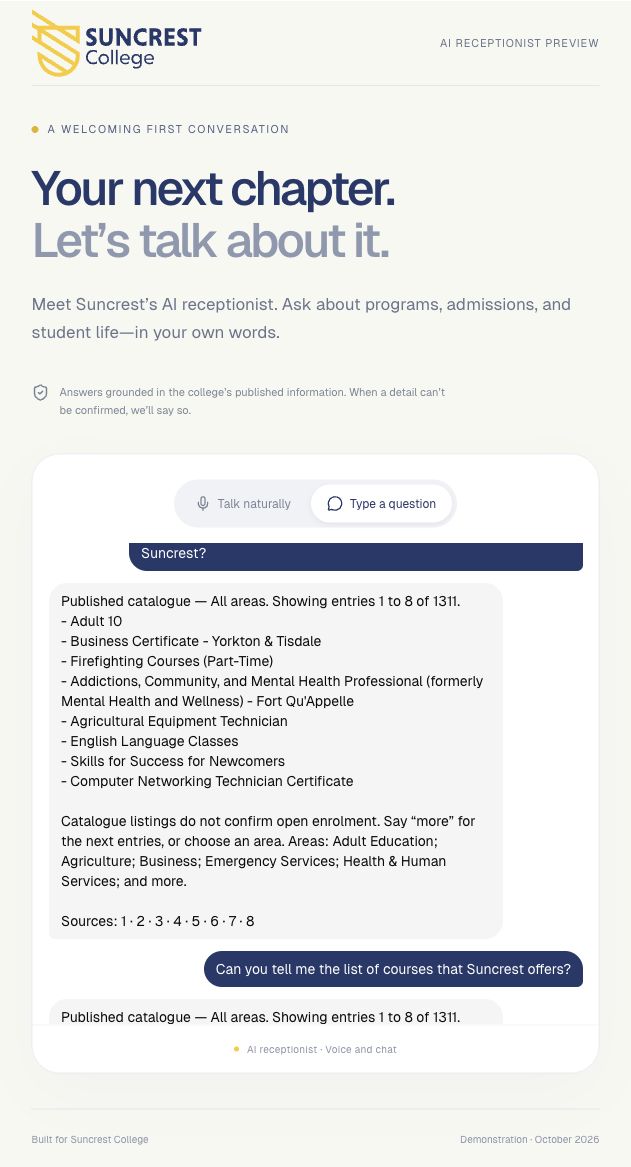 SUNCREST
College
AI RECEPTIONIST PREVIEW
A WELCOMING FIRST CONVERSATION
Your next chapter.
Let’s talk about it.
Meet Suncrest’s AI receptionist. Ask about programs, admissions, and
student life—in your own words.
Answers grounded in the college’s published information. When a detail can’t
be confirmed, we’ll say so.
Talk naturally
Type a question
Suncrest?
Published catalogue — All areas. Showing entries 1 to 8 of 1311.
- Adult 10
- Business Certificate - Yorkton & Tisdale
- Firefighting Courses (Part-Time)
- Addictions, Community, and Mental Health Professional (formerly
Mental Health and Wellness) - Fort Qu'Appelle
- Agricultural Equipment Technician
- English Language Classes
- Skills for Success for Newcomers
- Computer Networking Technician Certificate
Catalogue listings do not confirm open enrolment. Say “more” for
the next entries, or choose an area. Areas: Adult Education;
Agriculture; Business; Emergency Services; Health & Human
Services; and more.
Sources: 1 · 2 · 3 · 4 · 5 · 6 · 7 · 8
Can you tell me the list of courses that Suncrest offers?
Published catalogue — All areas. Showing entries 1 to 8 of 1311.
AI receptionist · Voice and chat
Built for Suncrest College
Demonstration · October 2026